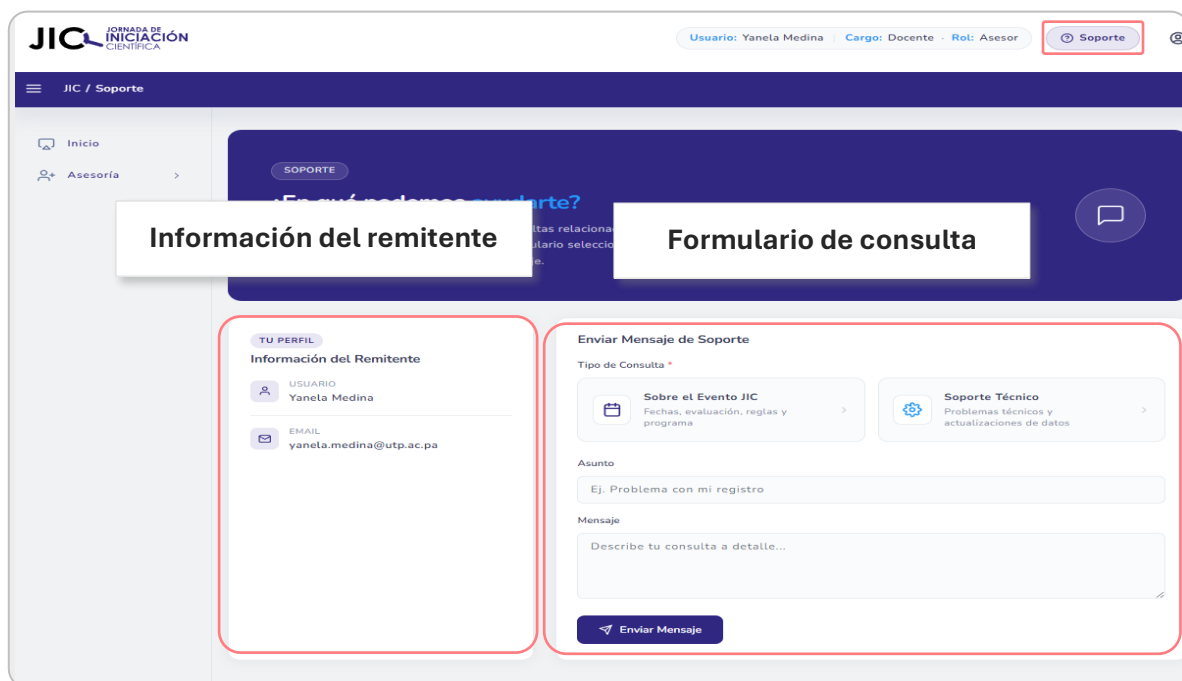 JIC JORNADA DE
INICIACIÓN
CIENTÍFICA
Usuario: Yanela Medina | Cargo: Docente - Rol: Asesor
Soporte
JIC / Soporte
Inicio
Asesoría
SOPORTE
Información del remitente
Formulario de consulta
TU PERFIL
Información del Remitente
USUARIO
Yanela Medina
EMAIL
yanela.medina@utp.ac.pa
Enviar Mensaje de Soporte
Tipo de Consulta *
Sobre el Evento JIC
Fechas, evaluación, reglas y
programa
Soporte Técnico
Problemas técnicos y
actualizaciones de datos
Asunto
Ej. Problema con mi registro
Mensaje
Describe tu consulta a detalle...
Enviar Mensaje